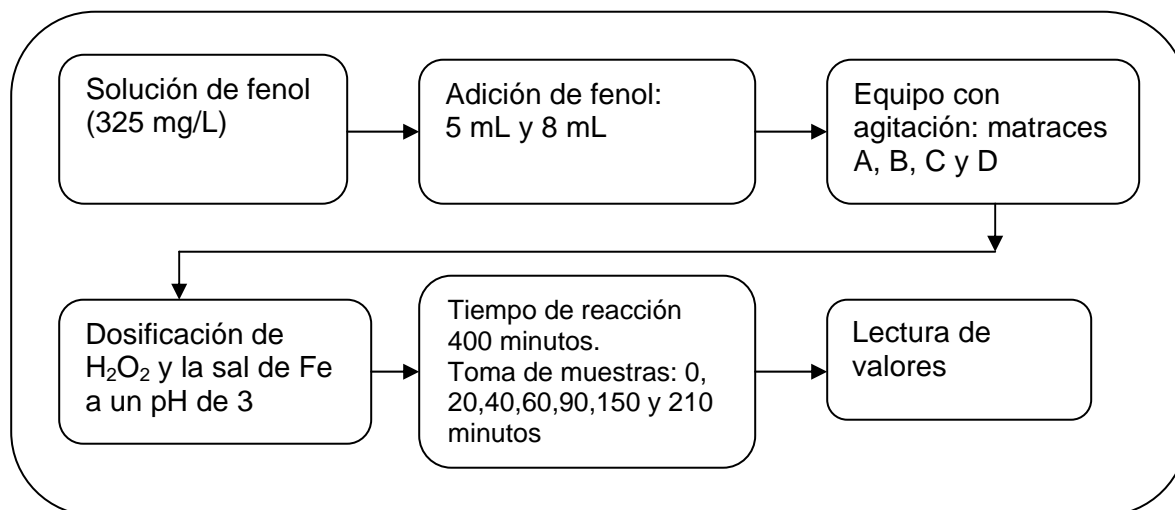 Solución de fenol
(325 mg/L)
Adición de fenol:
5 mL y 8 mL
Equipo con
agitación: matraces
A, B, C y D
Dosificación de
H₂O₂ y la sal de Fe
a un pH de 3
Tiempo de reacción
400 minutos.
Toma de muestras: 0,
20,40,60,90,150 y 210
minutos
Lectura de
valores